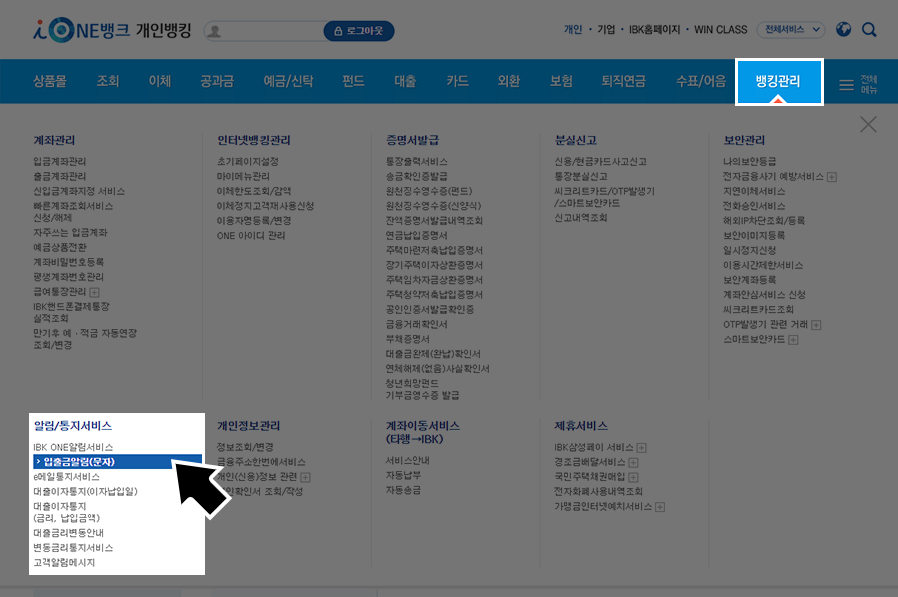 i-ONE뱅크 개인뱅킹
로그아웃
개인 · 기업 · IBK홈페이지 · WIN CLASS
전체서비스
상품몰 조회 이체 공과금 예금/신탁 펀드 대출 카드 외환 보험 퇴직연금 수표/어음 뱅킹관리 전체메뉴
계좌관리
입금계좌관리
출금계좌관리
신입금계좌지정 서비스
빠른계좌조회서비스
신청/해제
자주쓰는 입금계좌
예금상품전환
계좌비밀번호등록
평생계좌번호관리
급여통장관리
IBK핸드폰결제통장
실적조회
만기후 예·적금 자동연장
조회/변경
인터넷뱅킹관리
초기페이지설정
마이메뉴관리
이체한도조회/감액
이체정지고객재사용신청
이용자명등록/변경
ONE 아이디 관리
증명서발급
통장출력서비스
송금확인증발급
원천징수영수증(펀드)
원천징수영수증(신양식)
잔액증명서발급내역조회
연금납입증명서
주택마련저축납입증명서
장기주택이자상환증명서
주택임차자금상환증명서
주택청약저축납입증명서
공인인증서발급확인증
금융거래확인서
부채증명서
대출금완제(완납)확인서
연체해제(없음)사실확인서
청년희망펀드
기부금영수증 발급
분실신고
신용/현금카드사고신고
통장분실신고
씨크리트카드/OTP발생기
/스마트보안카드
신고내역조회
보안관리
나의보안등급
전자금융사기 예방서비스
지연이체서비스
전화승인서비스
해외IP차단조회/등록
보안이미지등록
일시정지신청
이용시간제한서비스
보안계좌등록
계좌안심서비스 신청
씨크리트카드조회
OTP발생기 관련 거래
스마트보안카드
알림/통지서비스
IBK ONE알림서비스
› 입출금알림(문자)
e메일통지서비스
대출이자통지(이자납입일)
대출이자통지
(금리, 납입금액)
대출금리변동안내
변동금리통지서비스
고객알림메시지
개인정보관리
정보조회/변경
금융주소한번에서비스
개인(신용)정보 관련
확인서 조회/작성
계좌이동서비스
(타행→IBK)
서비스안내
자동납부
자동송금
제휴서비스
IBK삼성페이 서비스
경조금배달서비스
국민주택채권매입
전자화폐사용내역조회
가맹금인터넷예치서비스